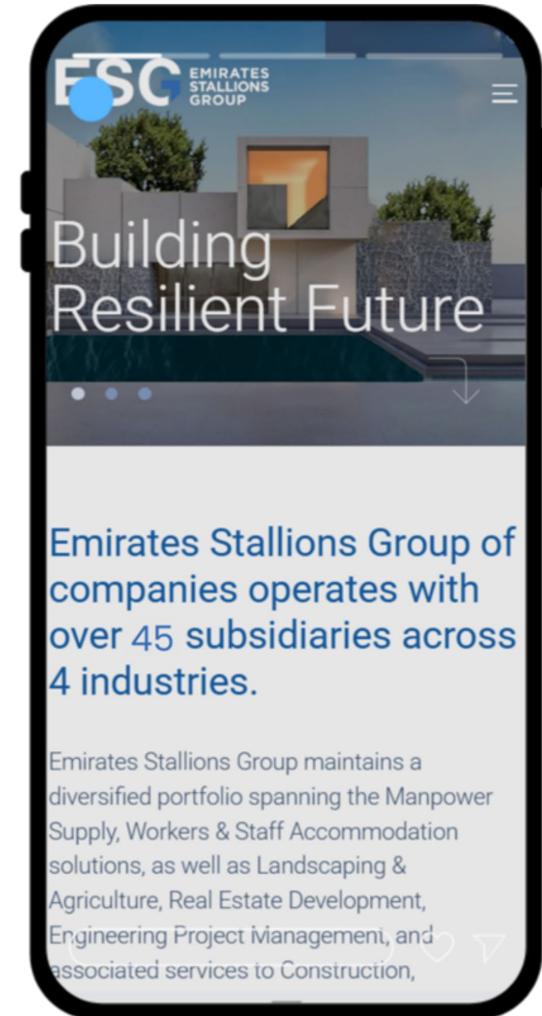 ESG EMIRATES
STALLIONS
GROUP
Building
Resilient Future
Emirates Stallions Group of
companies operates with
over 45 subsidiaries across
4 industries.
Emirates Stallions Group maintains a
diversified portfolio spanning the Manpower
Supply, Workers & Staff Accommodation
solutions, as well as Landscaping &
Agriculture, Real Estate Development,
Engineering Project Management, and
associated services to Construction,